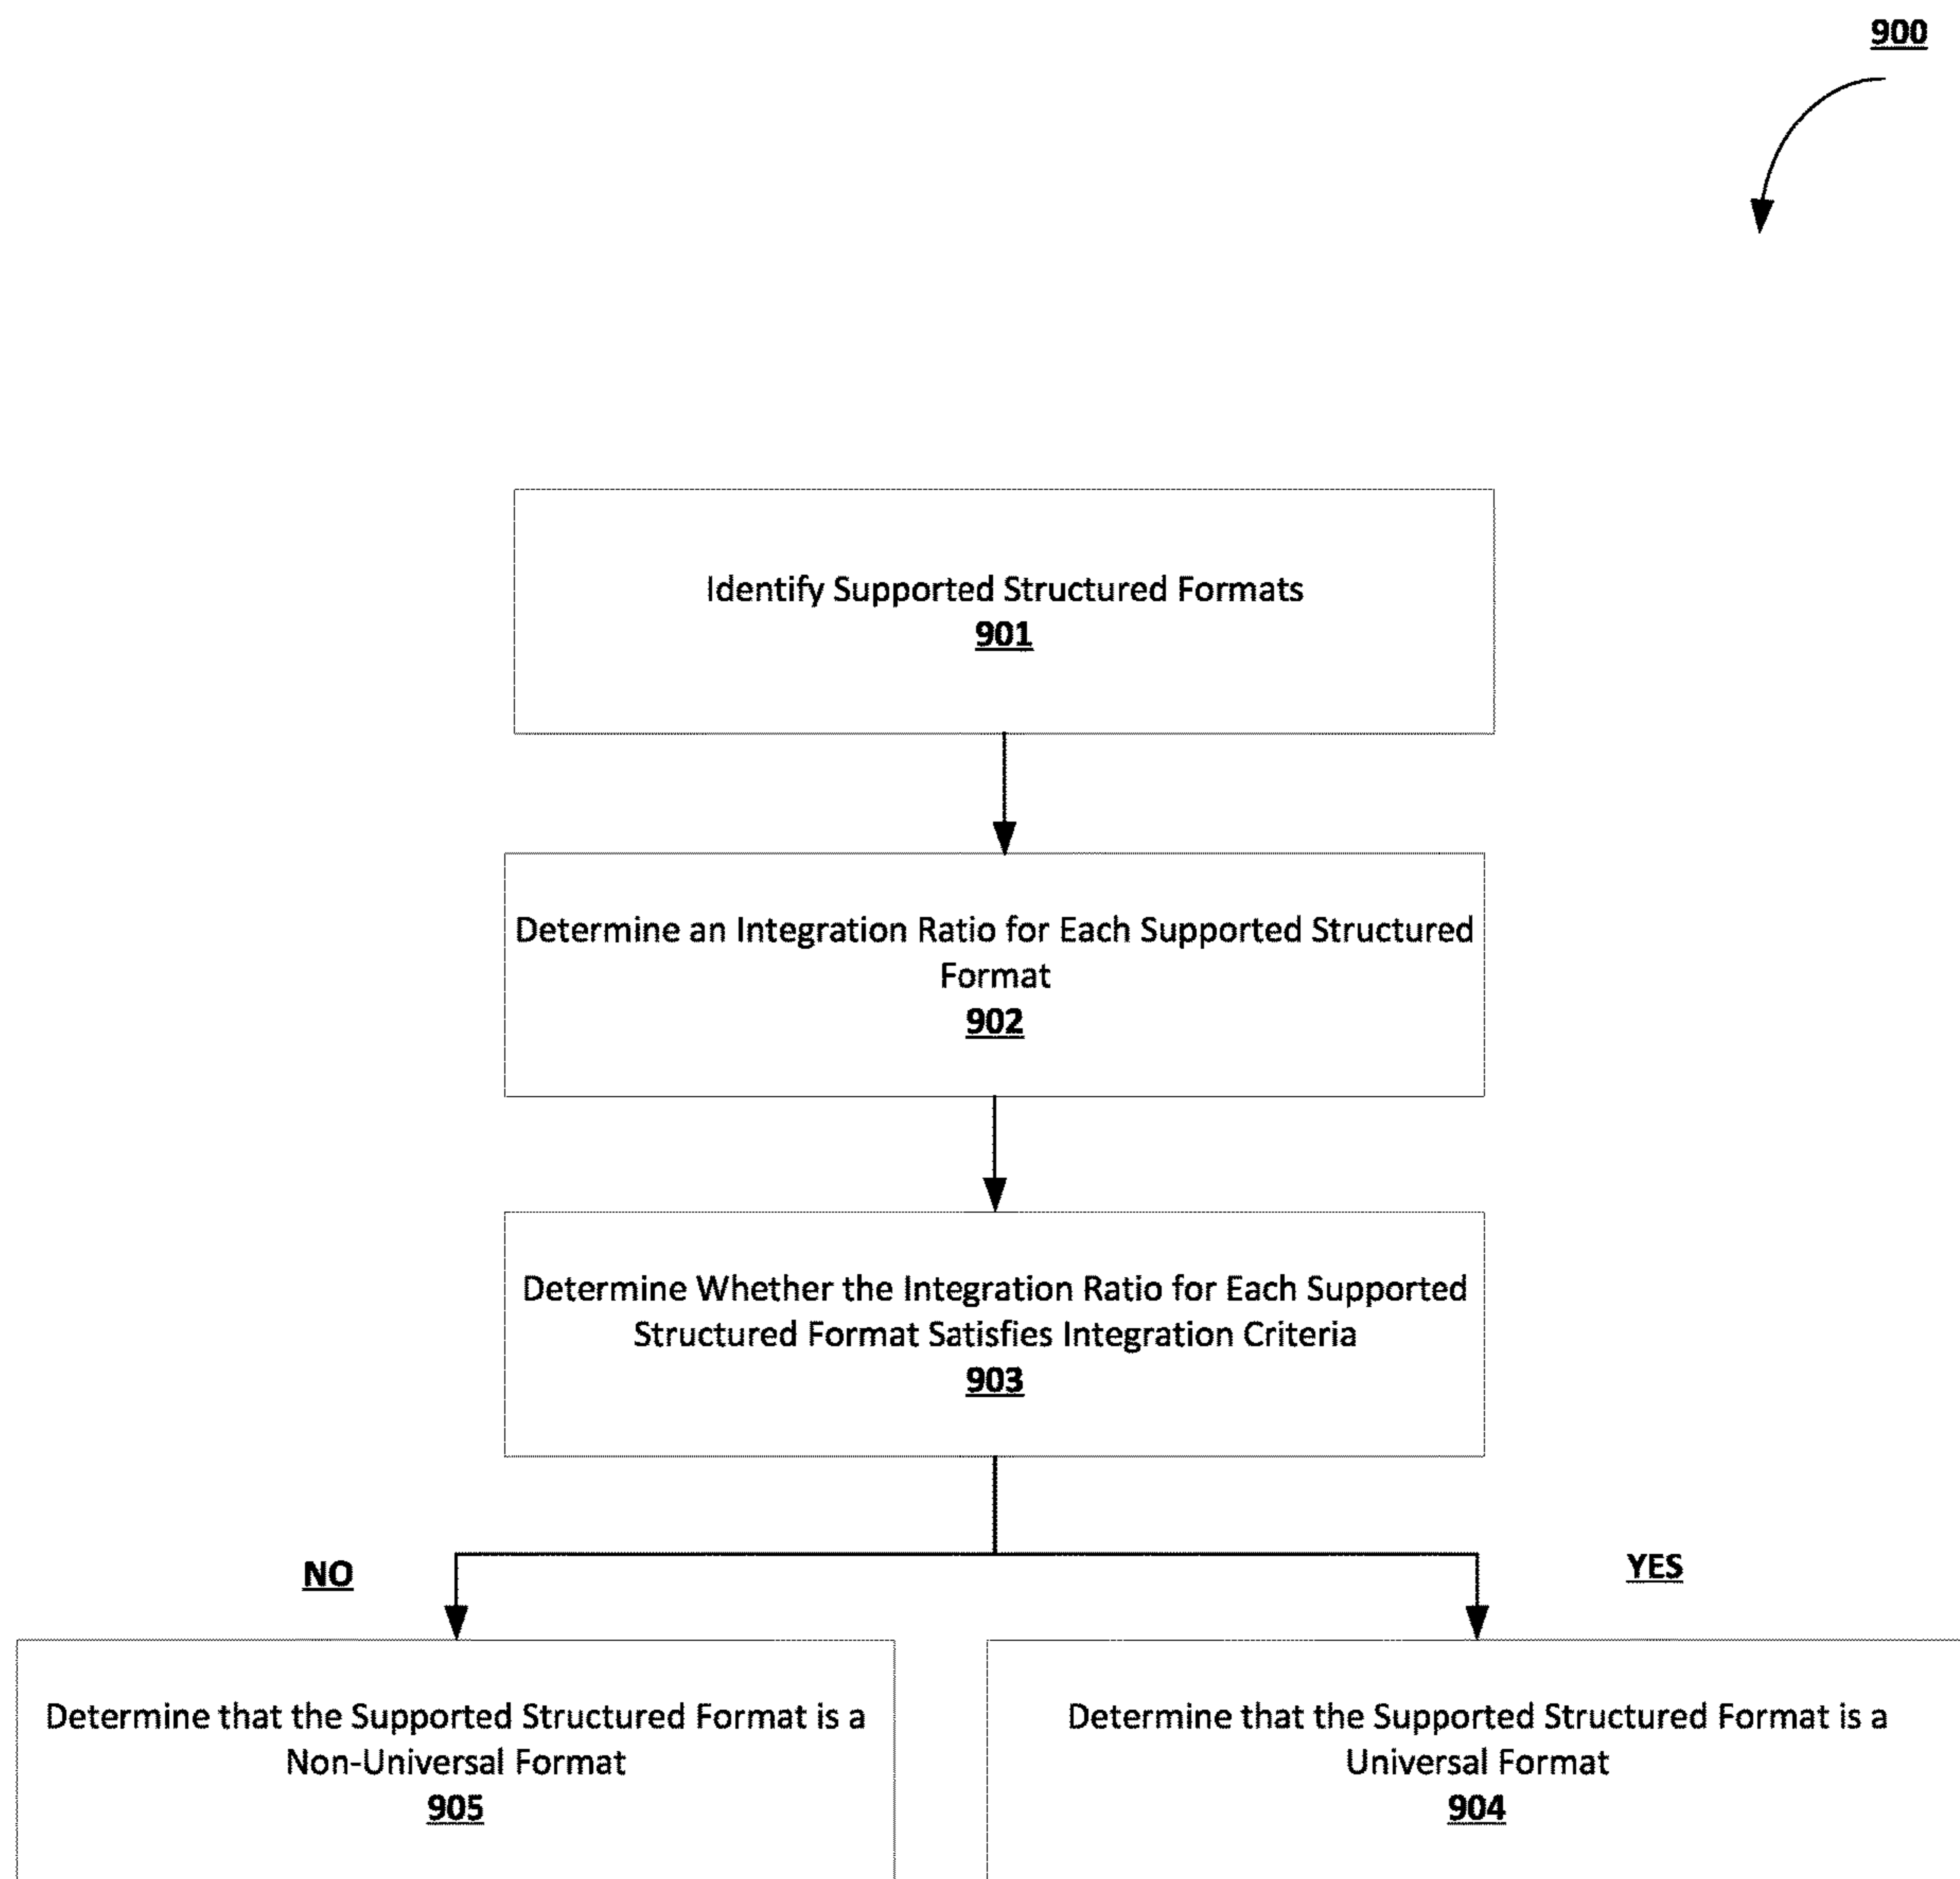 900
Identify Supported Structured Formats
901
Determine an Integration Ratio for Each Supported Structured
Format
902
Determine Whether the Integration Ratio for Each Supported
Structured Format Satisfies Integration Criteria
903
NO
YES
Determine that the Supported Structured Format is a
Non-Universal Format
905
Determine that the Supported Structured Format is a
Universal Format
904